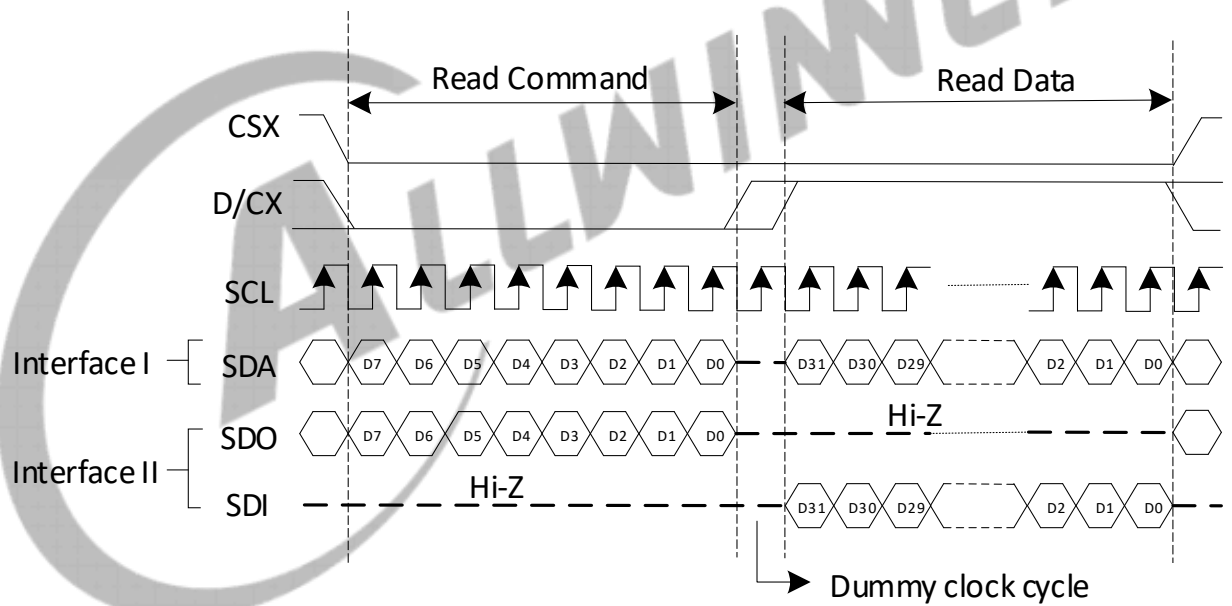 ALLWINNER
Read Command
Read Data
CSX
D/CX
SCL
Interface I
SDA
D7 D6 D5 D4 D3 D2 D1 D0 D31 D30 D29 D2 D1 D0
Hi-Z
Interface II
SDO
D7 D6 D5 D4 D3 D2 D1 D0
Hi-Z
SDI
D31 D30 D29 D2 D1 D0
Dummy clock cycle